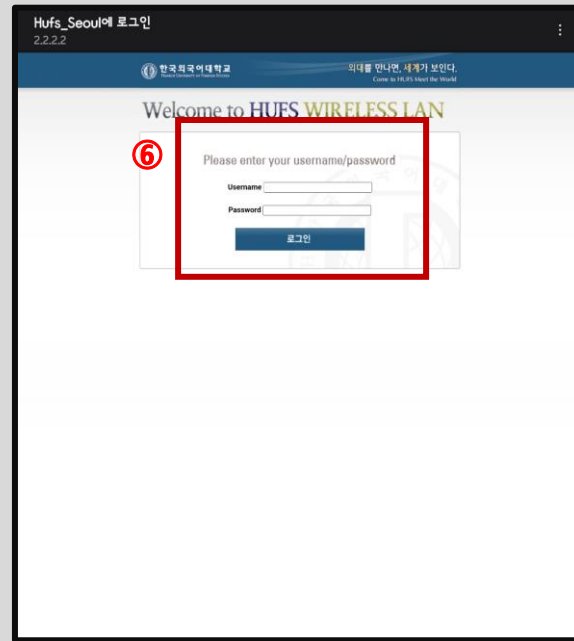 Hufs_Seoul에 로그인
2.2.2.2
한국외국어대학교
외대를 만나면, 세계가 보인다.
Come to HUFS Meet the World
Welcome to HUFS WIRELESS LAN
⑥
Please enter your username/password
Username
Password
로그인